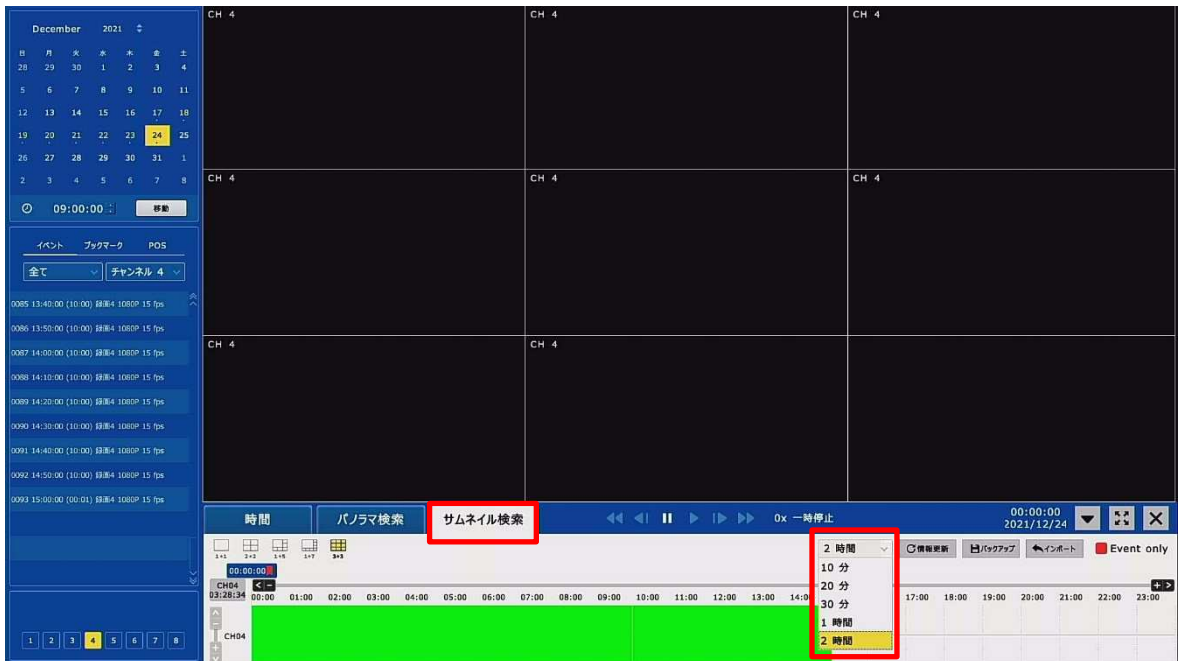 December 2021
日 月 火 水 木 金 土
28 29 30 1 2 3 4
5 6 7 8 9 10 11
12 13 14 15 16 17 18
19 20 21 22 23 24 25
26 27 28 29 30 31 1
2 3 4 5 6 7 8
09:00:00 移動
イベント ブックマーク POS
全て チャンネル 4
0085 13:40:00 (10:00) 録画4 1080P 15 fps
0086 13:50:00 (10:00) 録画4 1080P 15 fps
0087 14:00:00 (10:00) 録画4 1080P 15 fps
0088 14:10:00 (10:00) 録画4 1080P 15 fps
0089 14:20:00 (10:00) 録画4 1080P 15 fps
0090 14:30:00 (10:00) 録画4 1080P 15 fps
0091 14:40:00 (10:00) 録画4 1080P 15 fps
0092 14:50:00 (10:00) 録画4 1080P 15 fps
0093 15:00:00 (00:01) 録画4 1080P 15 fps
1 2 3 4 5 6 7 8
CH 4 CH 4 CH 4
CH 4 CH 4 CH 4
CH 4 CH 4
時間 パノラマ検索 サムネイル検索 0x 一時停止
00:00:00
2021/12/24
1×1 2×2 1+5 1+7 3×3
2 時間 情報更新 バックアップ インポート Event only
10 分
20 分
30 分
1 時間
2 時間
00:00:00
CH04
03:28:34 00:00 01:00 02:00 03:00 04:00 05:00 06:00 07:00 08:00 09:00 10:00 11:00 12:00 13:00 14:0 17:00 18:00 19:00 20:00 21:00 22:00 23:00
CH04